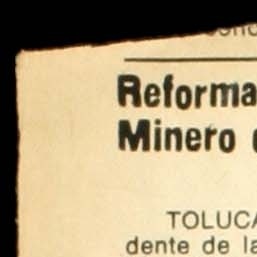 Reforma
Minero
TOLUCA
dente de la